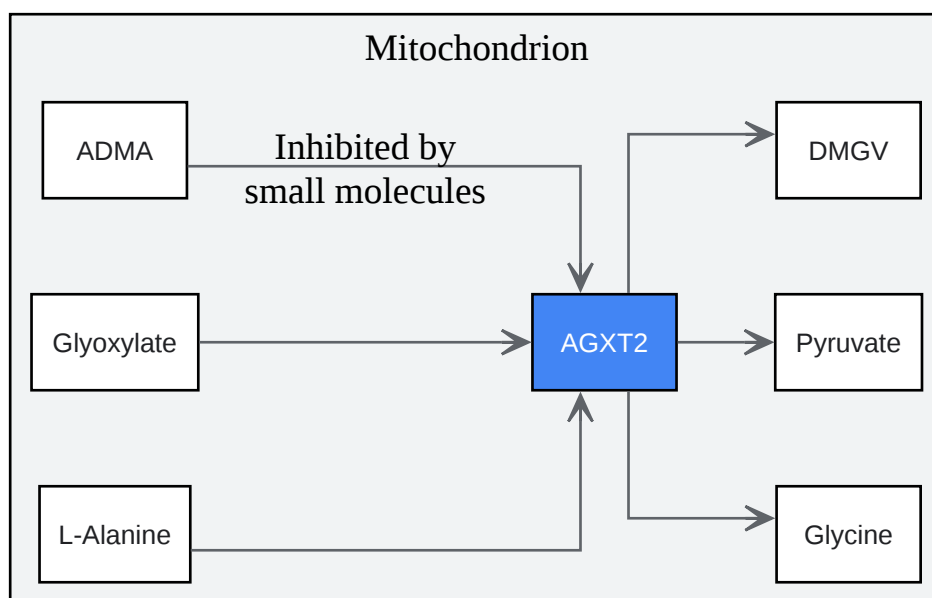 Mitochondrion
ADMA
Inhibited by
small molecules
DMGV
Glyoxylate
AGXT2
Pyruvate
L-Alanine
Glycine